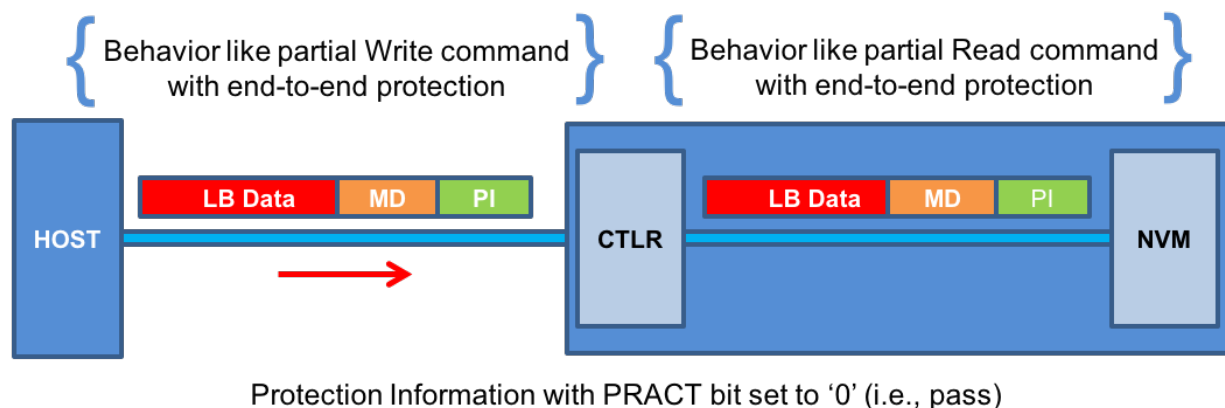 Behavior like partial Write command
with end-to-end protection
Behavior like partial Read command
with end-to-end protection
HOST
LB Data MD PI
CTLR
LB Data MD PI
NVM
Protection Information with PRACT bit set to ‘0’ (i.e., pass)